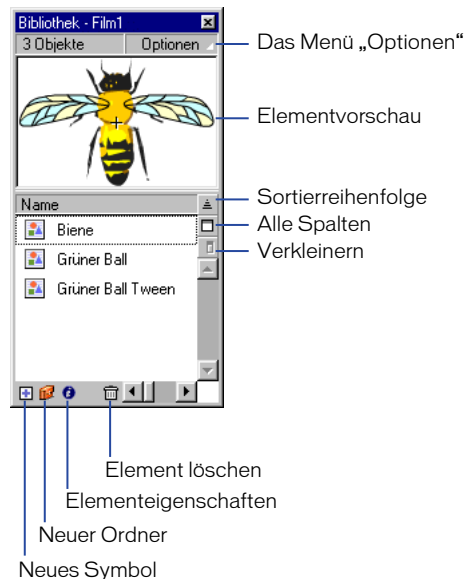 Bibliothek - Film1
3 Objekte Optionen
Das Menü „Optionen“
Elementvorschau
Name
Sortierreihenfolge
Alle Spalten
Verkleinern
Biene
Grüner Ball
Grüner Ball Tween
Element löschen
Elementeigenschaften
Neuer Ordner
Neues Symbol